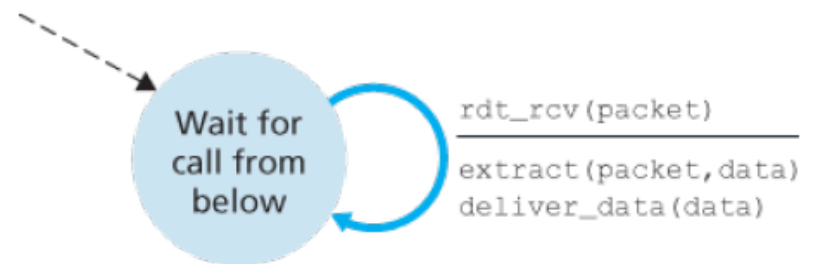 Wait for
call from
below
rdt_rcv(packet)
extract(packet,data)
deliver_data(data)